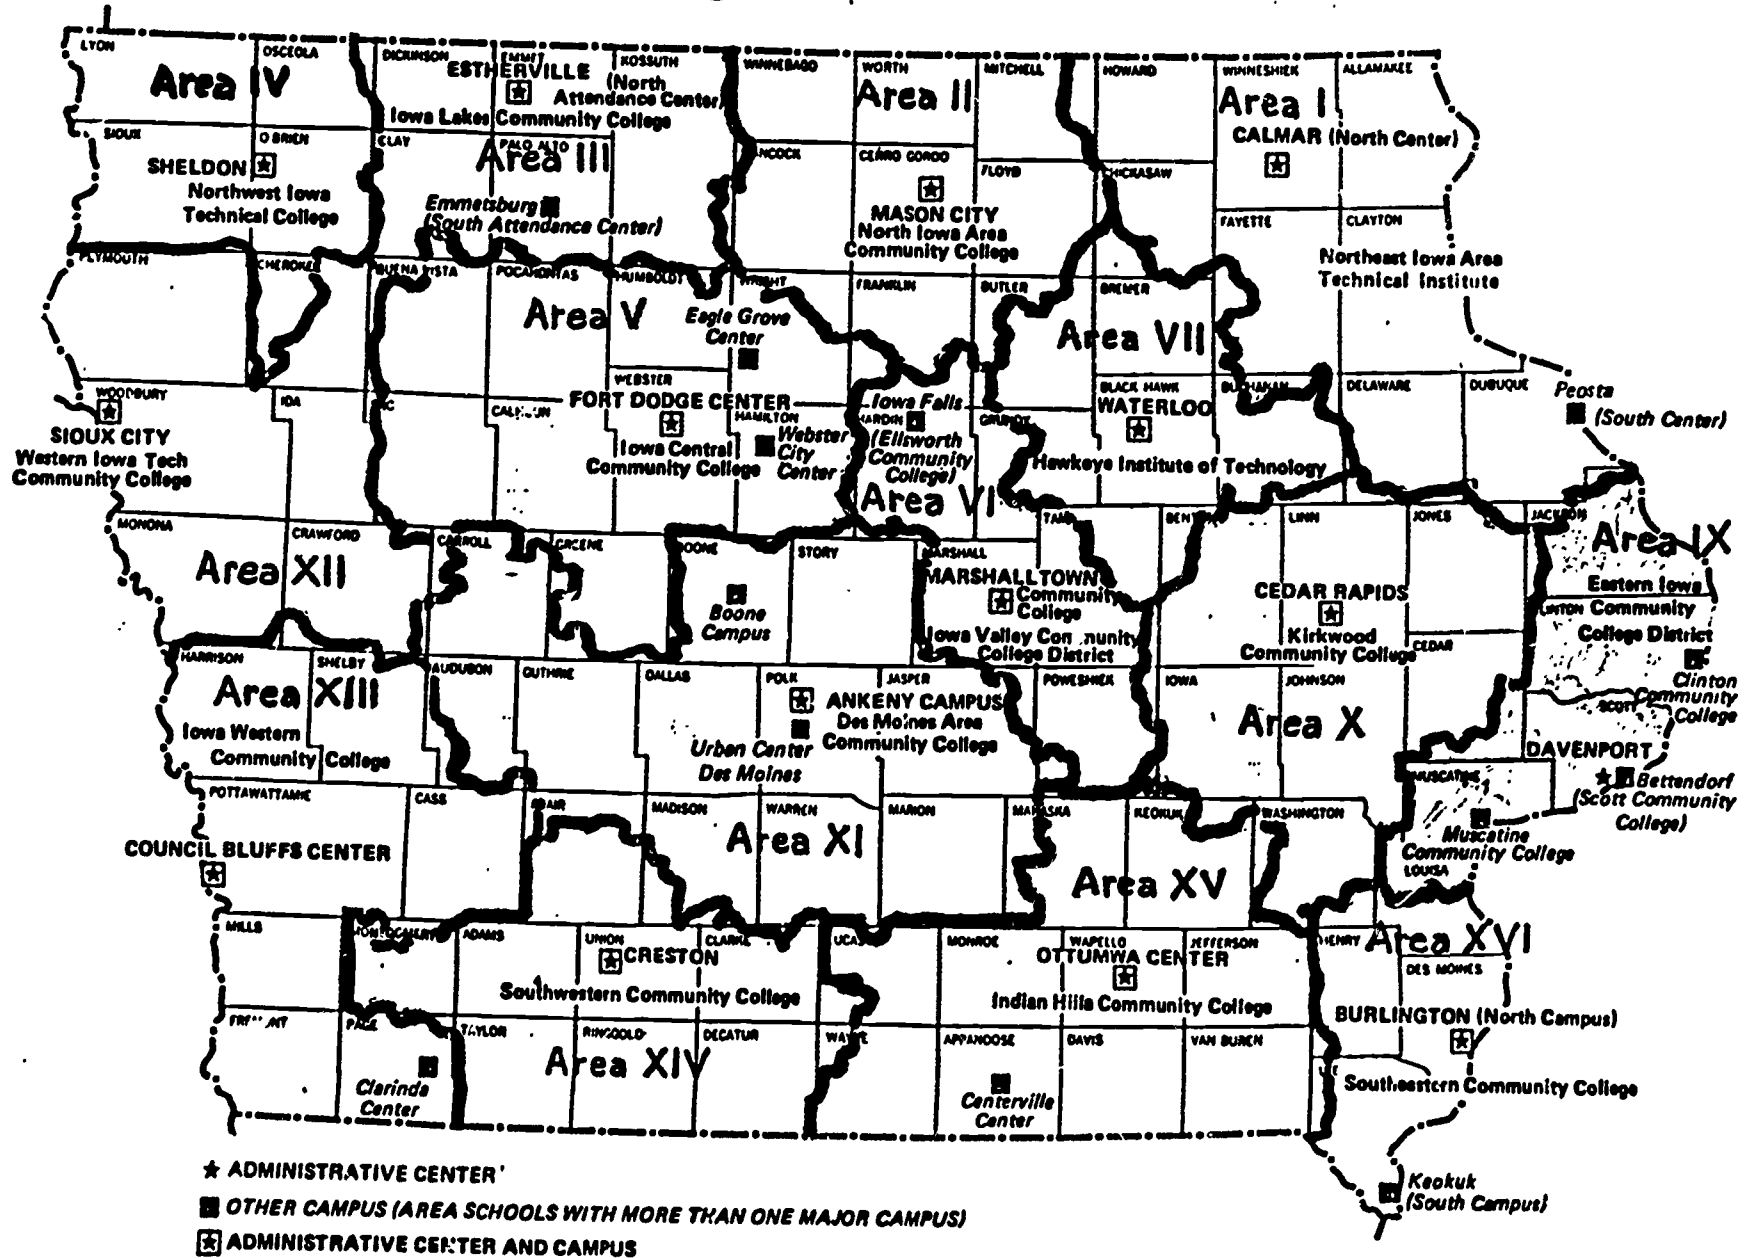 LYON
OSCEOLA
DICKINSON
EMMET
KOSSUTH
WINNEBAGO
WORTH
MITCHELL
HOWARD
WINNESHIEK
ALLAMAKEE
Area IV
ESTHERVILLE
(North
Attendance Center)
Iowa Lakes Community College
Area II
Area I
CALMAR (North Center)
SIOUX
O BRIEN
CLAY
PALO ALTO
Area III
CERRO GORDO
FLOYD
CHICKASAW
SHELDON
Northwest Iowa
Technical College
Emmetsburg
(South Attendance Center)
MASON CITY
North Iowa Area
Community College
FAYETTE
CLAYTON
Northeast Iowa Area
Technical Institute
PLYMOUTH
CHEROKEE
BUENA VISTA
POCAHONTAS
HUMBOLDT
WRIGHT
FRANKLIN
BUTLER
BREMER
Area V
Eagle Grove
Center
Area VII
WOODBURY
IDA
CALHOUN
WEBSTER
HAMILTON
HARDIN
GRUNDY
BLACK HAWK
BUCHANAN
DELAWARE
DUBUQUE
SIOUX CITY
Western Iowa Tech
Community College
FORT DODGE CENTER
Iowa Central
Community College
Webster
City
Center
Iowa Falls
(Ellsworth
Community
College)
WATERLOO
Hawkeye Institute of Technology
Peosta
(South Center)
Area VI
MONONA
CRAWFORD
CARROLL
GREENE
BOONE
STORY
MARSHALL
TAMA
BENTON
LINN
JONES
JACKSON
Area XII
Boone
Campus
MARSHALLTOWN
Community
College
Iowa Valley Community
College District
CEDAR RAPIDS
Kirkwood
Community College
CEDAR
Area IX
Eastern Iowa
CLINTON Community
College District
Clinton
Community
College
HARRISON
SHELBY
AUDUBON
GUTHRIE
DALLAS
POLK
JASPER
POWESHIEK
IOWA
JOHNSON
SCOTT
Area XIII
Iowa Western
Community College
ANKENY CAMPUS
Des Moines Area
Community College
Urban Center
Des Moines
Area X
DAVENPORT
Bettendorf
(Scott Community
College)
POTTAWATTAMIE
CASS
ADAIR
MADISON
WARREN
MARION
MAHASKA
KEOKUK
WASHINGTON
MUSCATINE
Muscatine
Community College
LOUISA
COUNCIL BLUFFS CENTER
Area XI
Area XV
MILLS
MONTGOMERY
ADAMS
UNION
CLARKE
LUCAS
MONROE
WAPELLO
JEFFERSON
HENRY
DES MOINES
Area XVI
CRESTON
Southwestern Community College
OTTUMWA CENTER
Indian Hills Community College
BURLINGTON (North Campus)
Southeastern Community College
PAGE
TAYLOR
RINGGOLD
DECATUR
WAYNE
APPANOOSE
DAVIS
VAN BUREN
Area XIV
Clarinda
Center
Centerville
Center
Keokuk
(South Campus)
★ ADMINISTRATIVE CENTER
OTHER CAMPUS (AREA SCHOOLS WITH MORE THAN ONE MAJOR CAMPUS)
ADMINISTRATIVE CENTER AND CAMPUS